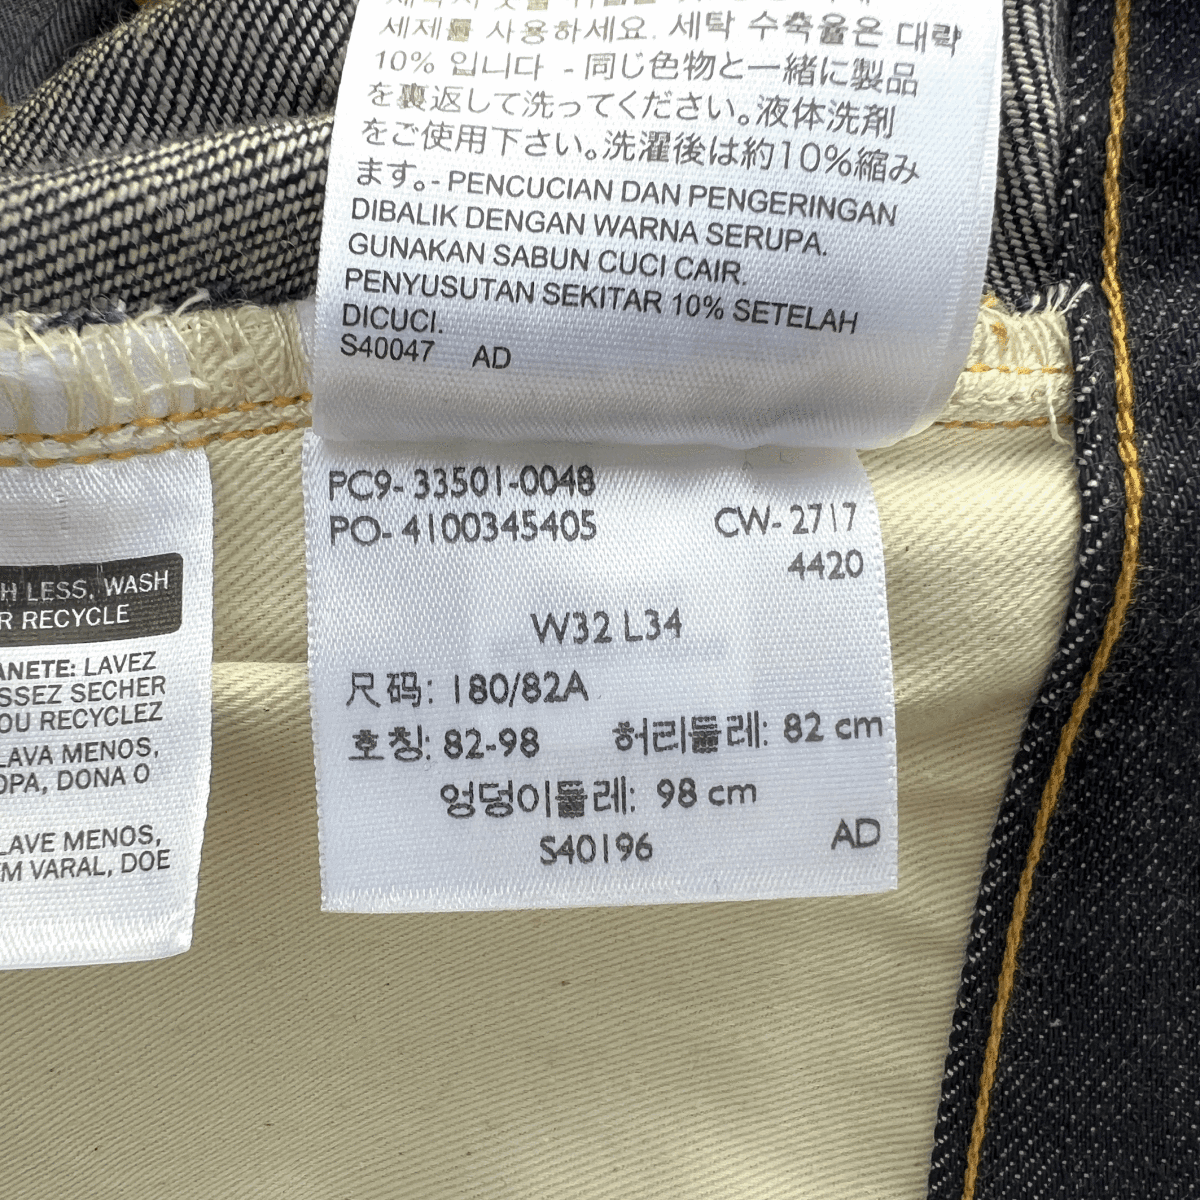 세제를 사용하세요. 세탁 수축율은 대략
10% 입니다 - 同じ色物と一緒に製品
を裏返して洗ってください。液体洗剤
をご使用下さい。洗濯後は約10%縮み
ます。- PENCUCIAN DAN PENGERINGAN
DIBALIK DENGAN WARNA SERUPA.
GUNAKAN SABUN CUCI CAIR.
PENYUSUTAN SEKITAR 10% SETELAH
DICUCI.
S40047 AD
PC9- 33501-0048
PO- 4100345405 CW- 2717
4420
W32 L34
尺码: 180/82A
호칭: 82-98 허리둘레: 82 cm
엉덩이둘레: 98 cm
S40196 AD
H LESS, WASH
R RECYCLE
ANETE: LAVEZ
SSEZ SECHER
OU RECYCLEZ
LAVA MENOS,
OPA, DONA O
LAVE MENOS,
EM VARAL, DOE